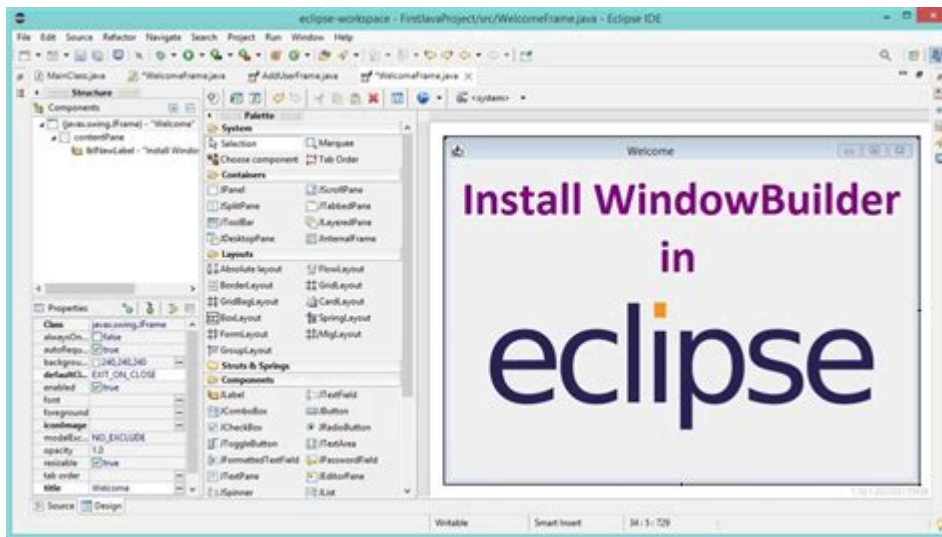 eclipse-workspace - FirstJavaProject/src/WelcomeFrame.java - Eclipse IDE
File Edit Source Refactor Navigate Search Project Run Window Help
MainClass.java *WelcomeFrame.java AddUserFrame.java *WelcomeFrame.java
Structure
Components
(javax.swing.JFrame) - "Welcome"
contentPane
lblNewLabel - "Install Window
Properties
Class javax.swing.JFrame
alwaysOn... false
autoRequ... true
backgrou... 240,240,240
defaultCl... EXIT_ON_CLOSE
enabled true
font
foreground
iconImage
modalExc... NO_EXCLUDE
opacity 1.0
resizable true
tab order
title Welcome
Source Design
<system>
Palette
System
Selection Marquee
Choose component Tab Order
Containers
JPanel JScrollPane
JSplitPane JTabbedPane
JToolBar JLayeredPane
JDesktopPane JInternalFrame
Layouts
Absolute layout FlowLayout
BorderLayout GridLayout
GridBagLayout CardLayout
BoxLayout SpringLayout
FormLayout MigLayout
GroupLayout
Struts & Springs
Components
JLabel JTextField
JComboBox JButton
JCheckBox JRadioButton
JToggleButton JTextArea
JFormattedTextField JPasswordField
JTextPane JEditorPane
JSpinner JList
Welcome
Install WindowBuilder
in
eclipse
Writable Smart Insert 34 : 5 : 729